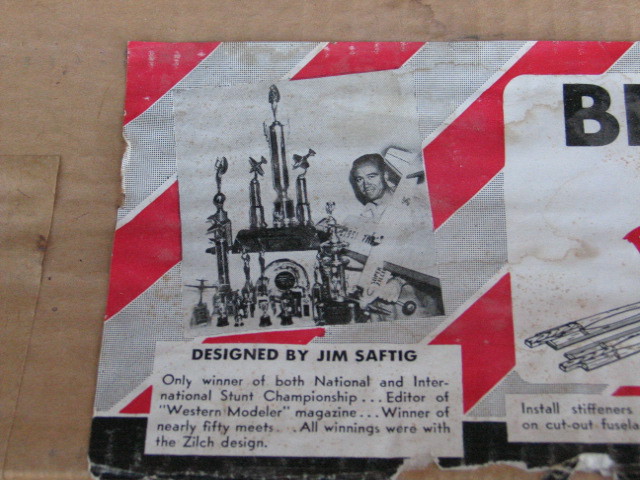 DESIGNED BY JIM SAFTIG
Only winner of both National and Inter-
national Stunt Championship...Editor of
"Western Modeler" magazine...Winner of
nearly fifty meets...All winnings were with
the Zilch design.
Install stiffeners
on cut-out fusela